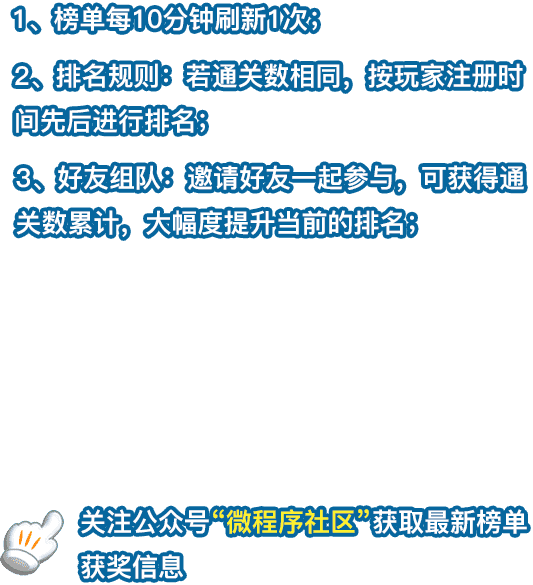 1、榜单每10分钟刷新1次；
2、排名规则：若通关数相同，按玩家注册时
间先后进行排名；
3、好友组队：邀请好友一起参与，可获得通
关数累计，大幅度提升当前的排名；
关注公众号“微程序社区”获取最新榜单
获奖信息